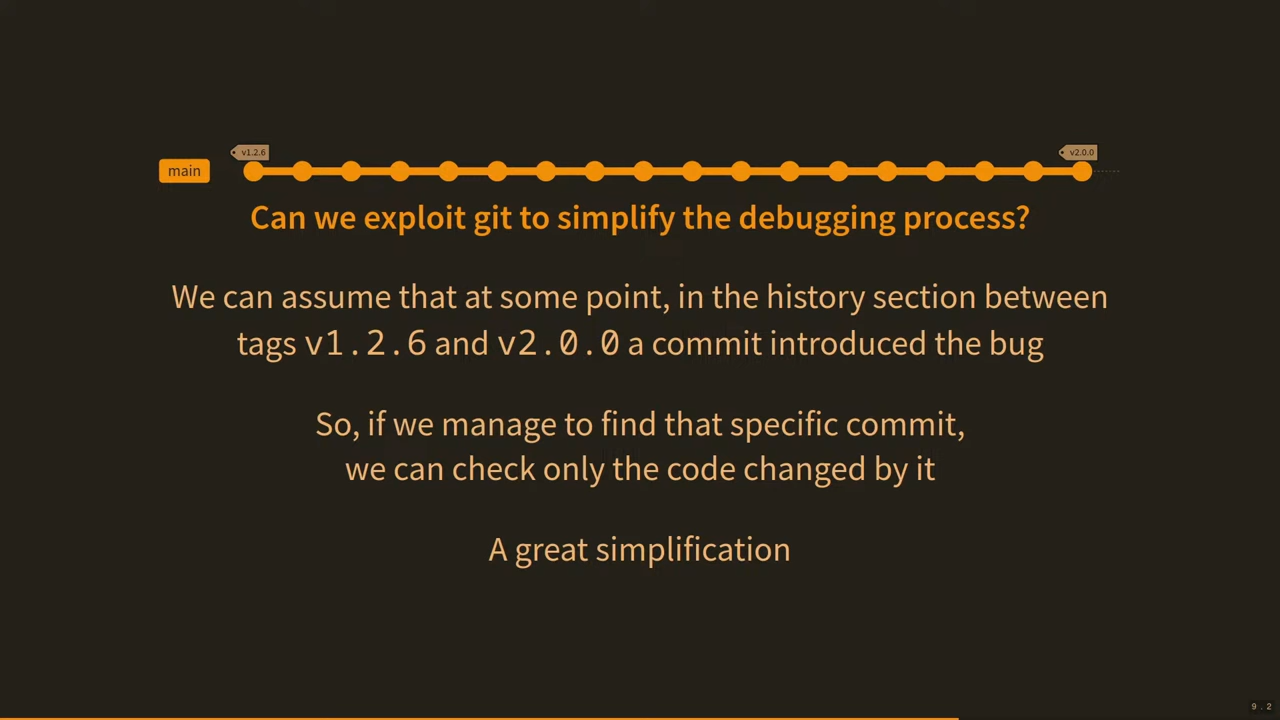 v1.2.6
v2.0.0
main
Can we exploit git to simplify the debugging process?
We can assume that at some point, in the history section between
tags v1.2.6 and v2.0.0 a commit introduced the bug
So, if we manage to find that specific commit,
we can check only the code changed by it
A great simplification
9.2